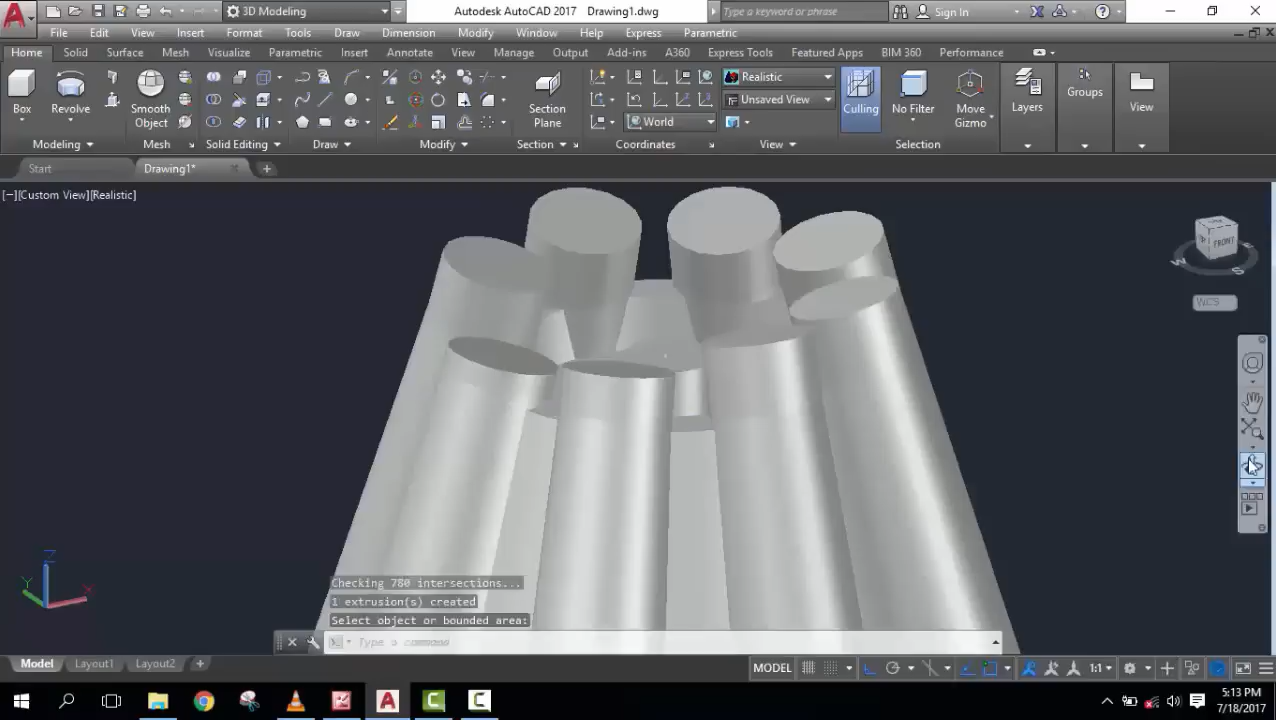 3D Modeling
Autodesk AutoCAD 2017 Drawing1.dwg
Type a keyword or phrase
Sign In
File Edit View Insert Format Tools Draw Dimension Modify Window Help Express Parametric
Home Solid Surface Mesh Visualize Parametric Insert Annotate View Manage Output Add-ins A360 Express Tools Featured Apps BIM 360 Performance
Realistic
Unsaved View
World
Box Revolve Smooth Object Section Plane Culling No Filter Move Gizmo Layers Groups View
Modeling Mesh Solid Editing Draw Modify Section Coordinates View Selection
Start Drawing1*
[−][Custom View][Realistic]
FRONT
W S
WCS
Z
Y X
Checking 780 intersections...
1 extrusion(s) created
Select object or bounded area:
Type a command
Model Layout1 Layout2
MODEL 1:1
5:13 PM
7/18/2017